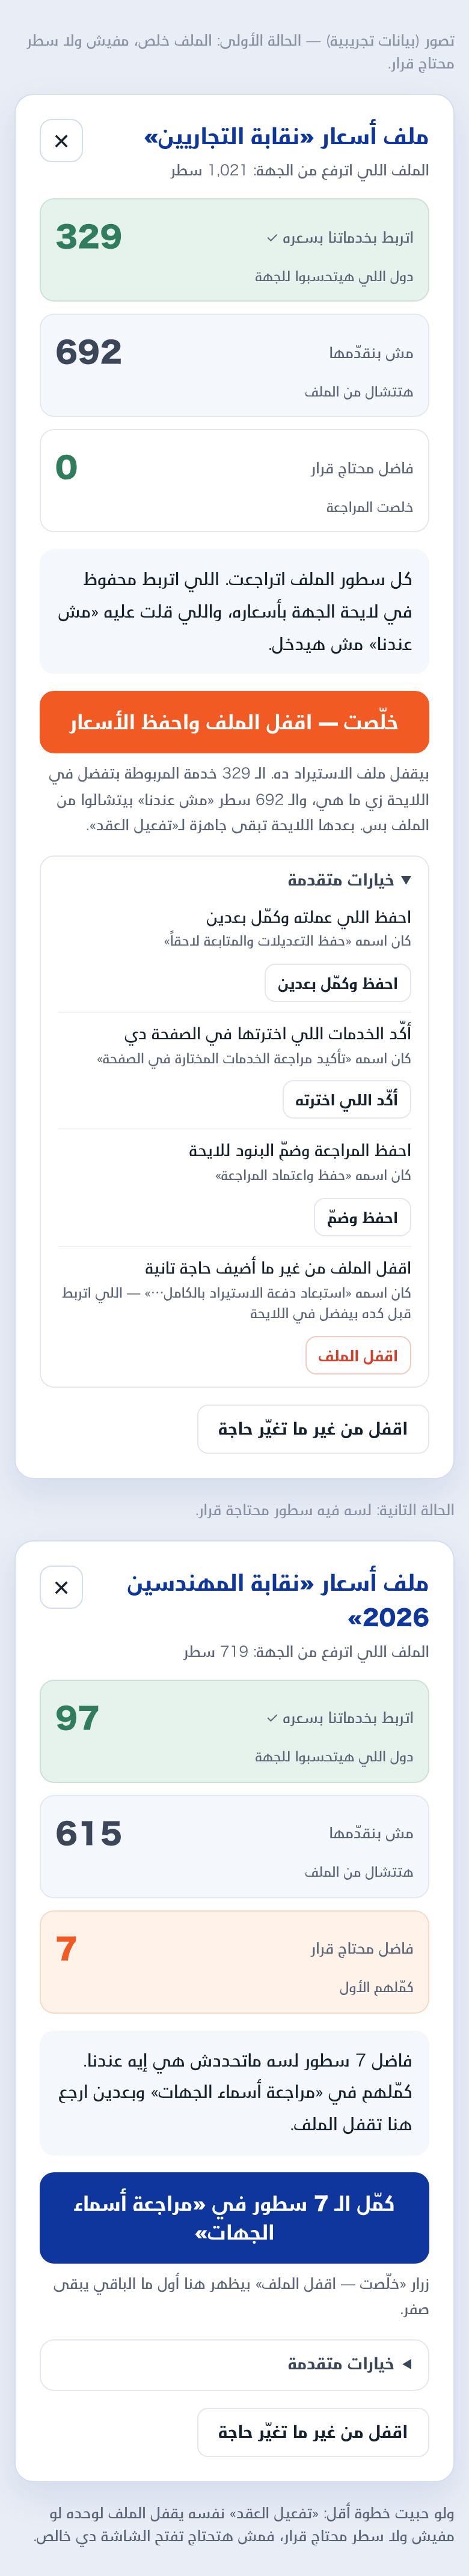 تصور (بيانات تجريبية) — الحالة الأولى: الملف خلص، مفيش ولا سطر
محتاج قرار.
ملف أسعار «نقابة التجاريين»
×
الملف اللي اترفع من الجهة: 1,021 سطر
اتربط بخدماتنا بسعره ✓
329
دول اللي هيتحسبوا للجهة
مش بنقدّمها
692
هتتشال من الملف
فاضل محتاج قرار
0
خلصت المراجعة
كل سطور الملف اتراجعت. اللي اتربط محفوظ
في لايحة الجهة بأسعاره، واللي قلت عليه «مش
عندنا» مش هيدخل.
خلّصت — اقفل الملف واحفظ الأسعار
بيقفل ملف الاستيراد ده. الـ 329 خدمة المربوطة بتفضل في
اللايحة زي ما هي، والـ 692 سطر «مش عندنا» بيتشالوا من
الملف بس. بعدها اللايحة تبقى جاهزة لـ«تفعيل العقد».
▼ خيارات متقدمة
احفظ اللي عملته وكمّل بعدين
كان اسمه «حفظ التعديلات والمتابعة لاحقاً»
احفظ وكمّل بعدين
أكّد الخدمات اللي اخترتها في الصفحة دي
كان اسمه «تأكيد مراجعة الخدمات المختارة في الصفحة»
أكّد اللي اخترته
احفظ المراجعة وضمّ البنود للايحة
كان اسمه «حفظ واعتماد المراجعة»
احفظ وضمّ
اقفل الملف من غير ما أضيف حاجة تانية
كان اسمه «استبعاد دفعة الاستيراد بالكامل…» — اللي اتربط
قبل كده بيفضل في اللايحة
اقفل الملف
اقفل من غير ما تغيّر حاجة
الحالة التانية: لسه فيه سطور محتاجة قرار.
ملف أسعار «نقابة المهندسين
2026»
×
الملف اللي اترفع من الجهة: 719 سطر
اتربط بخدماتنا بسعره ✓
97
دول اللي هيتحسبوا للجهة
مش بنقدّمها
615
هتتشال من الملف
فاضل محتاج قرار
7
كمّلهم الأول
فاضل 7 سطور لسه ماتحددش هي إيه عندنا.
كمّلهم في «مراجعة أسماء الجهات» وبعدين ارجع
هنا تقفل الملف.
كمّل الـ 7 سطور في «مراجعة أسماء
الجهات»
زرار «خلّصت — اقفل الملف» بيظهر هنا أول ما الباقي يبقى
صفر.
◀ خيارات متقدمة
اقفل من غير ما تغيّر حاجة
ولو حبيت خطوة أقل: «تفعيل العقد» نفسه يقفل الملف لوحده لو
مفيش ولا سطر محتاج قرار، فمش هتحتاج تفتح الشاشة دي خالص.